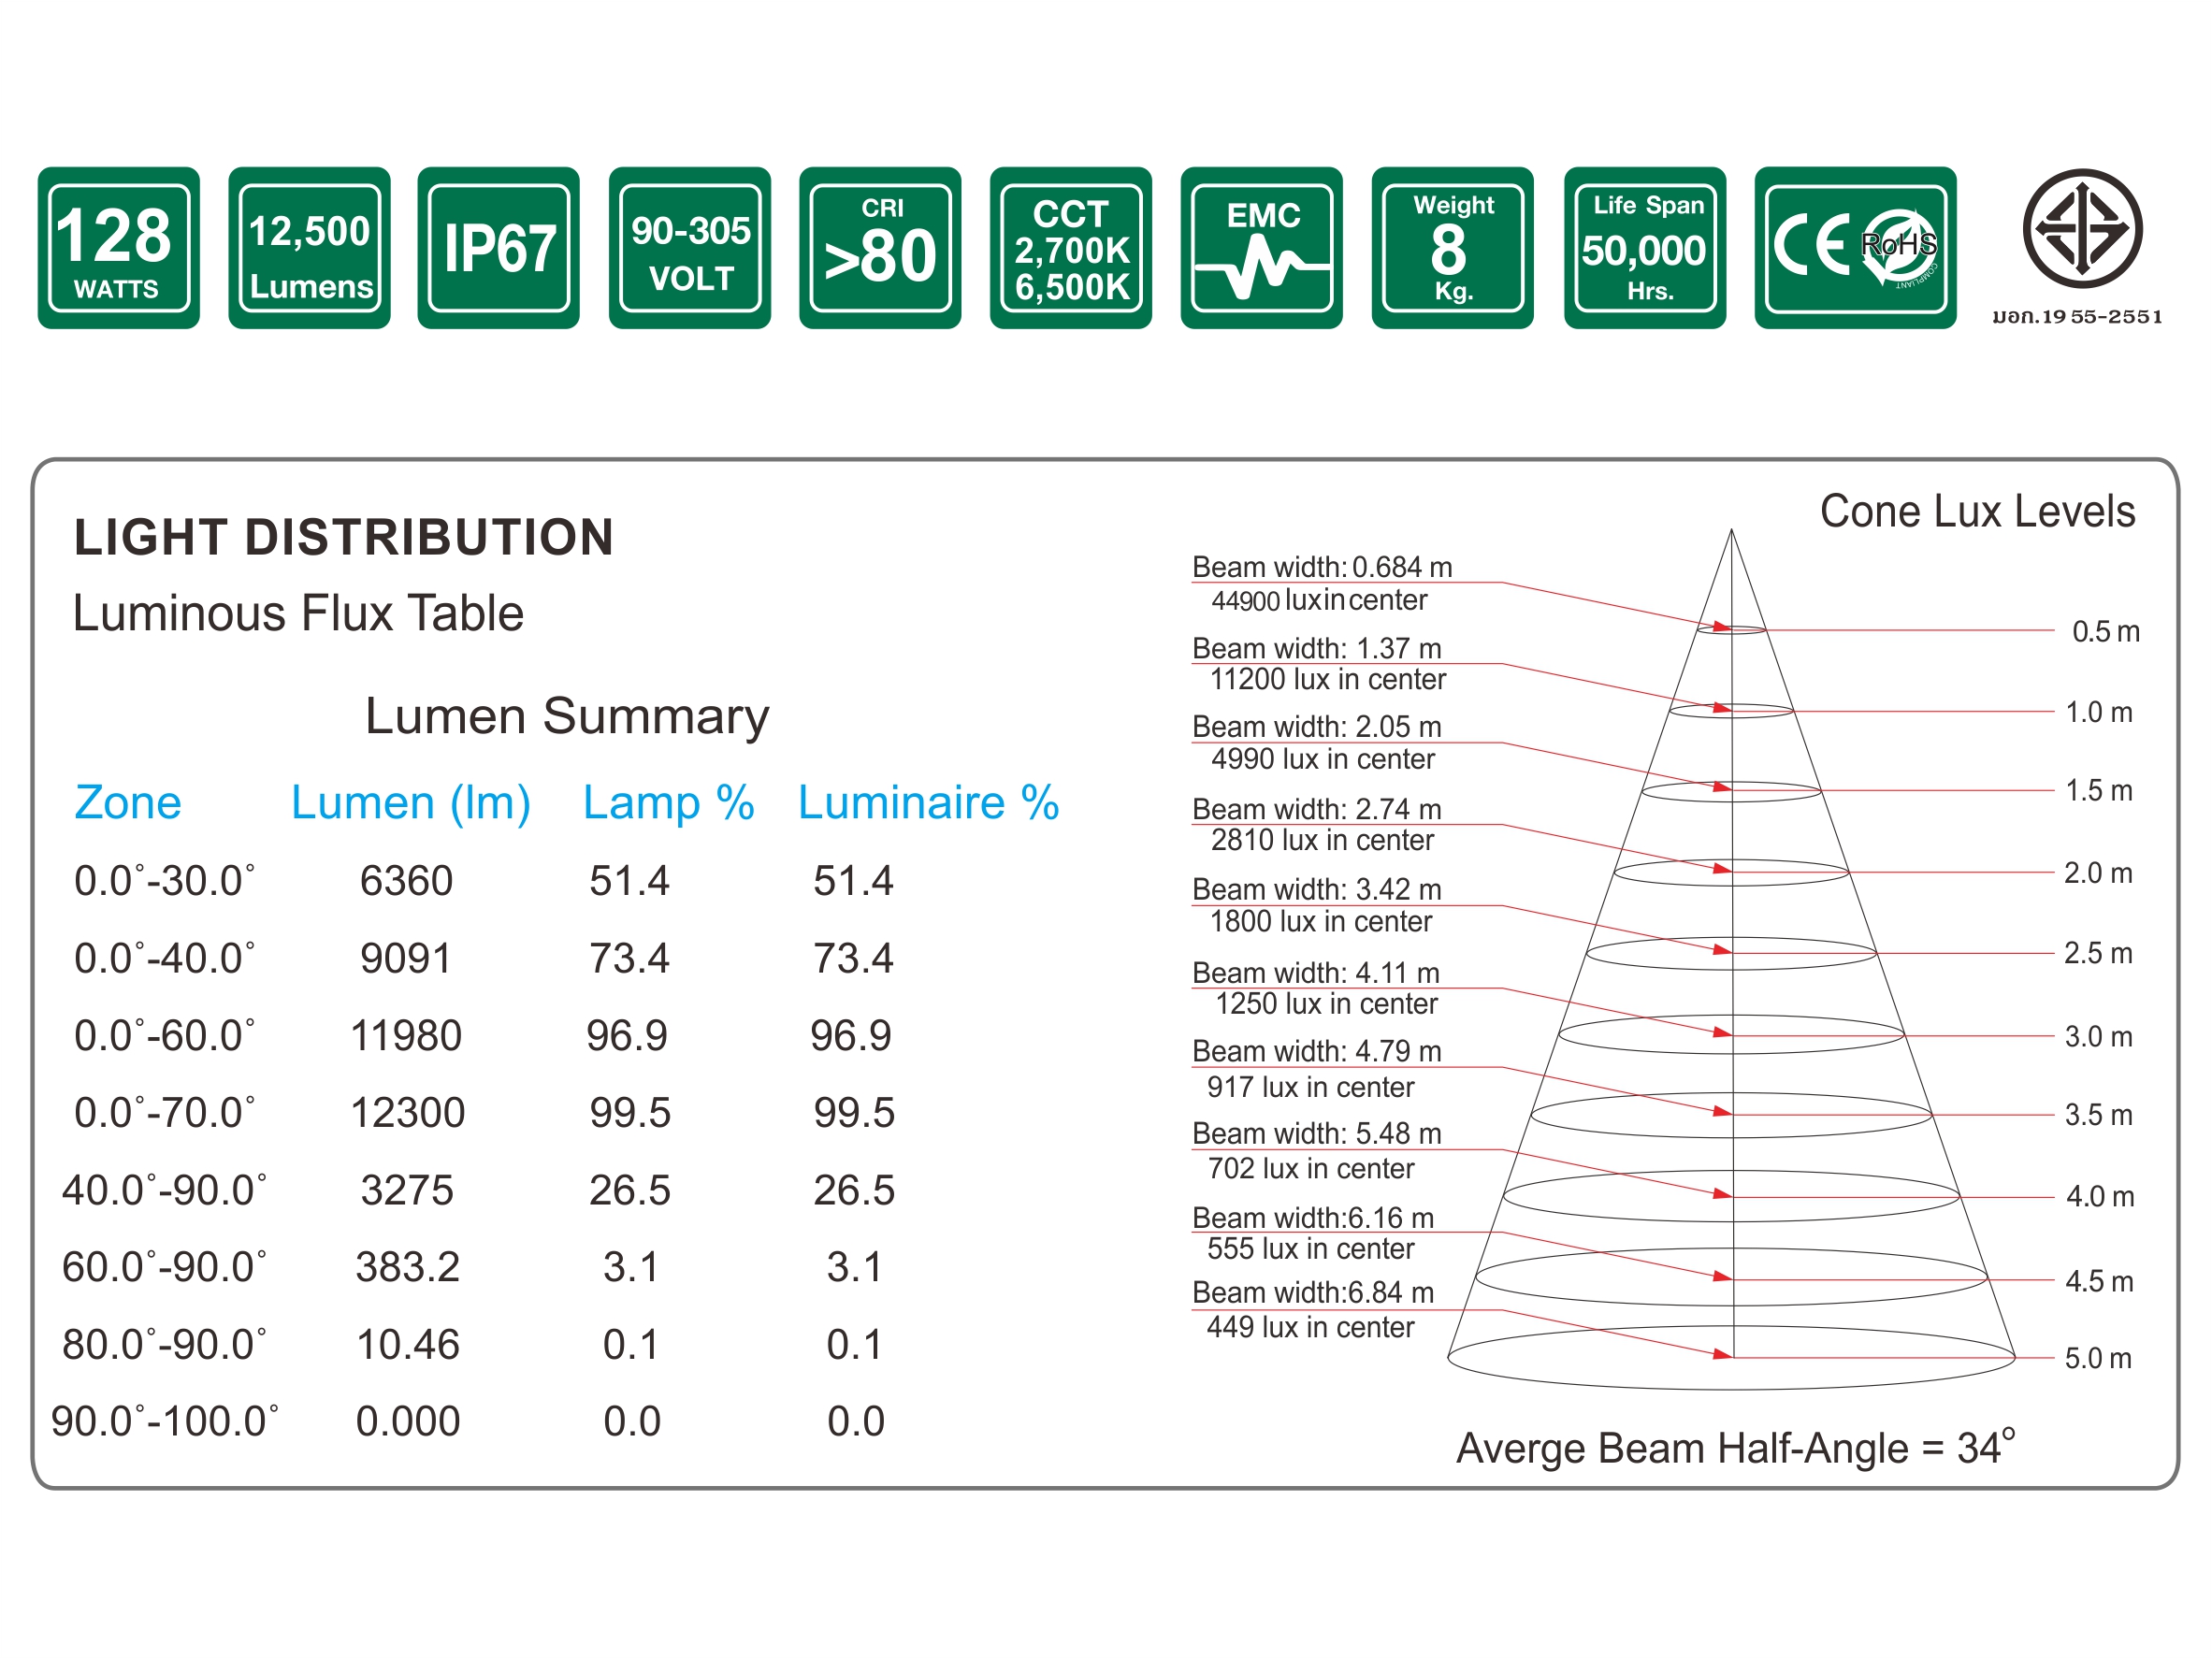 128
WATTS
12,500
Lumens
IP67
90-305
VOLT
CRI
>80
CCT
2,700K
6,500K
EMC
Weight
8
Kg.
Life Span
50,000
Hrs.
CE RoHS
COMPLIANT
มอก.1955-2551
LIGHT DISTRIBUTION
Luminous Flux Table
Lumen Summary
Zone Lumen (lm) Lamp % Luminaire %
0.0°-30.0° 6360 51.4 51.4
0.0°-40.0° 9091 73.4 73.4
0.0°-60.0° 11980 96.9 96.9
0.0°-70.0° 12300 99.5 99.5
40.0°-90.0° 3275 26.5 26.5
60.0°-90.0° 383.2 3.1 3.1
80.0°-90.0° 10.46 0.1 0.1
90.0°-100.0° 0.000 0.0 0.0
Cone Lux Levels
Beam width: 0.684 m
44900 lux in center
0.5 m
Beam width: 1.37 m
11200 lux in center
1.0 m
Beam width: 2.05 m
4990 lux in center
1.5 m
Beam width: 2.74 m
2810 lux in center
2.0 m
Beam width: 3.42 m
1800 lux in center
2.5 m
Beam width: 4.11 m
1250 lux in center
3.0 m
Beam width: 4.79 m
917 lux in center
3.5 m
Beam width: 5.48 m
702 lux in center
4.0 m
Beam width:6.16 m
555 lux in center
4.5 m
Beam width:6.84 m
449 lux in center
5.0 m
Averge Beam Half-Angle = 34°